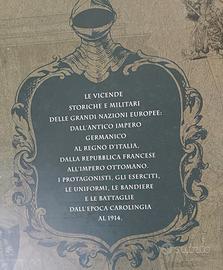 LE VICENDE
STORICHE E MILITARI
DELLE GRANDI NAZIONI EUROPEE:
DALL'ANTICO IMPERO
GERMANICO
AL REGNO D'ITALIA,
DALLA REPUBBLICA FRANCESE
ALL'IMPERO OTTOMANO.
I PROTAGONISTI, GLI ESERCITI,
LE UNIFORMI, LE BANDIERE
E LE BATTAGLIE
DALL'EPOCA CAROLINGIA
AL 1914.
subito